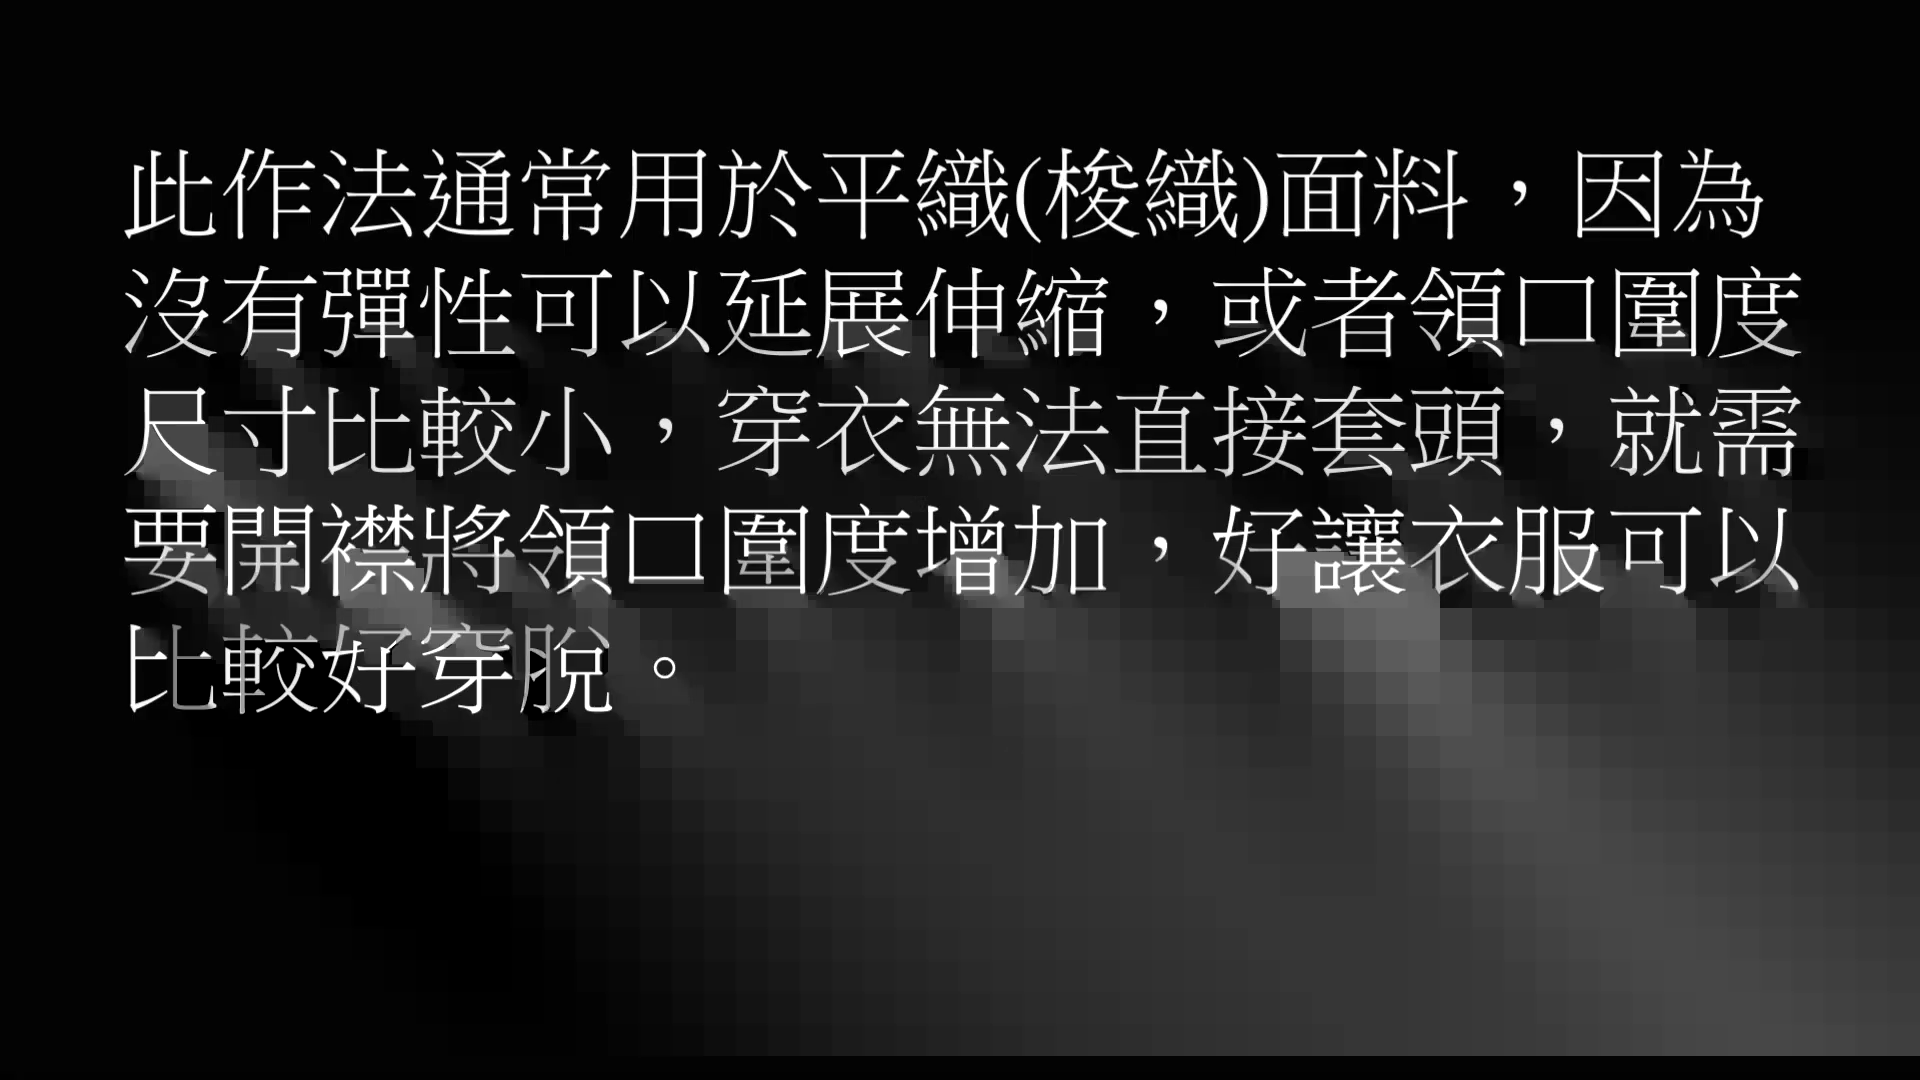 此作法通常用於平織(梭織)面料，因為
沒有彈性可以延展伸縮，或者領口圍度
尺寸比較小，穿衣無法直接套頭，就需
要開襟將領口圍度增加，好讓衣服可以
比較好穿脫。